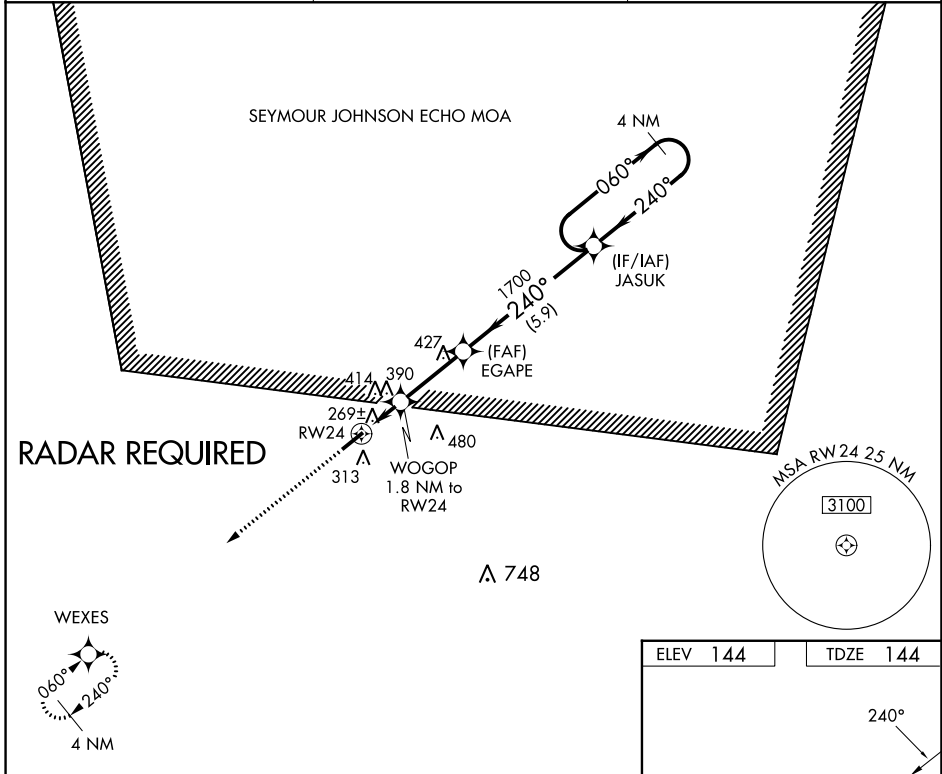 SEYMOUR JOHNSON ECHO MOA
4 NM
060°
240°
(IF/IAF)
JASUK
1700
240°
(5.9)
427
(FAF)
EGAPE
414
390
269±
RW24
480
313
WOGOP
1.8 NM to
RW24
RADAR REQUIRED
MSA RW24 25 NM
3100
748
WEXES
060°
240°
4 NM
ELEV 144
TDZE 144
240°